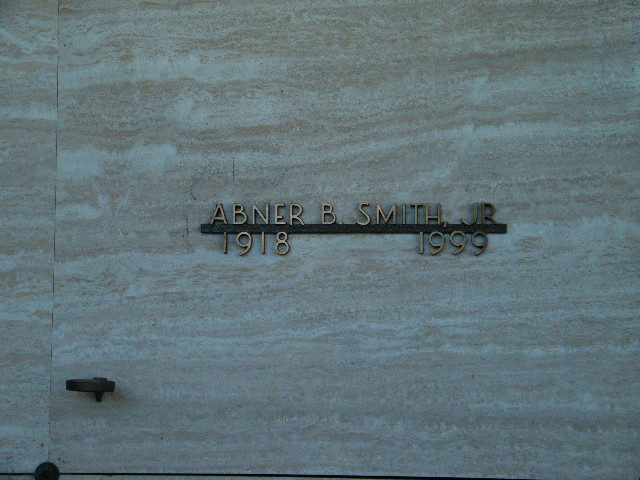 ABNER B. SMITH, JR
1918 1999